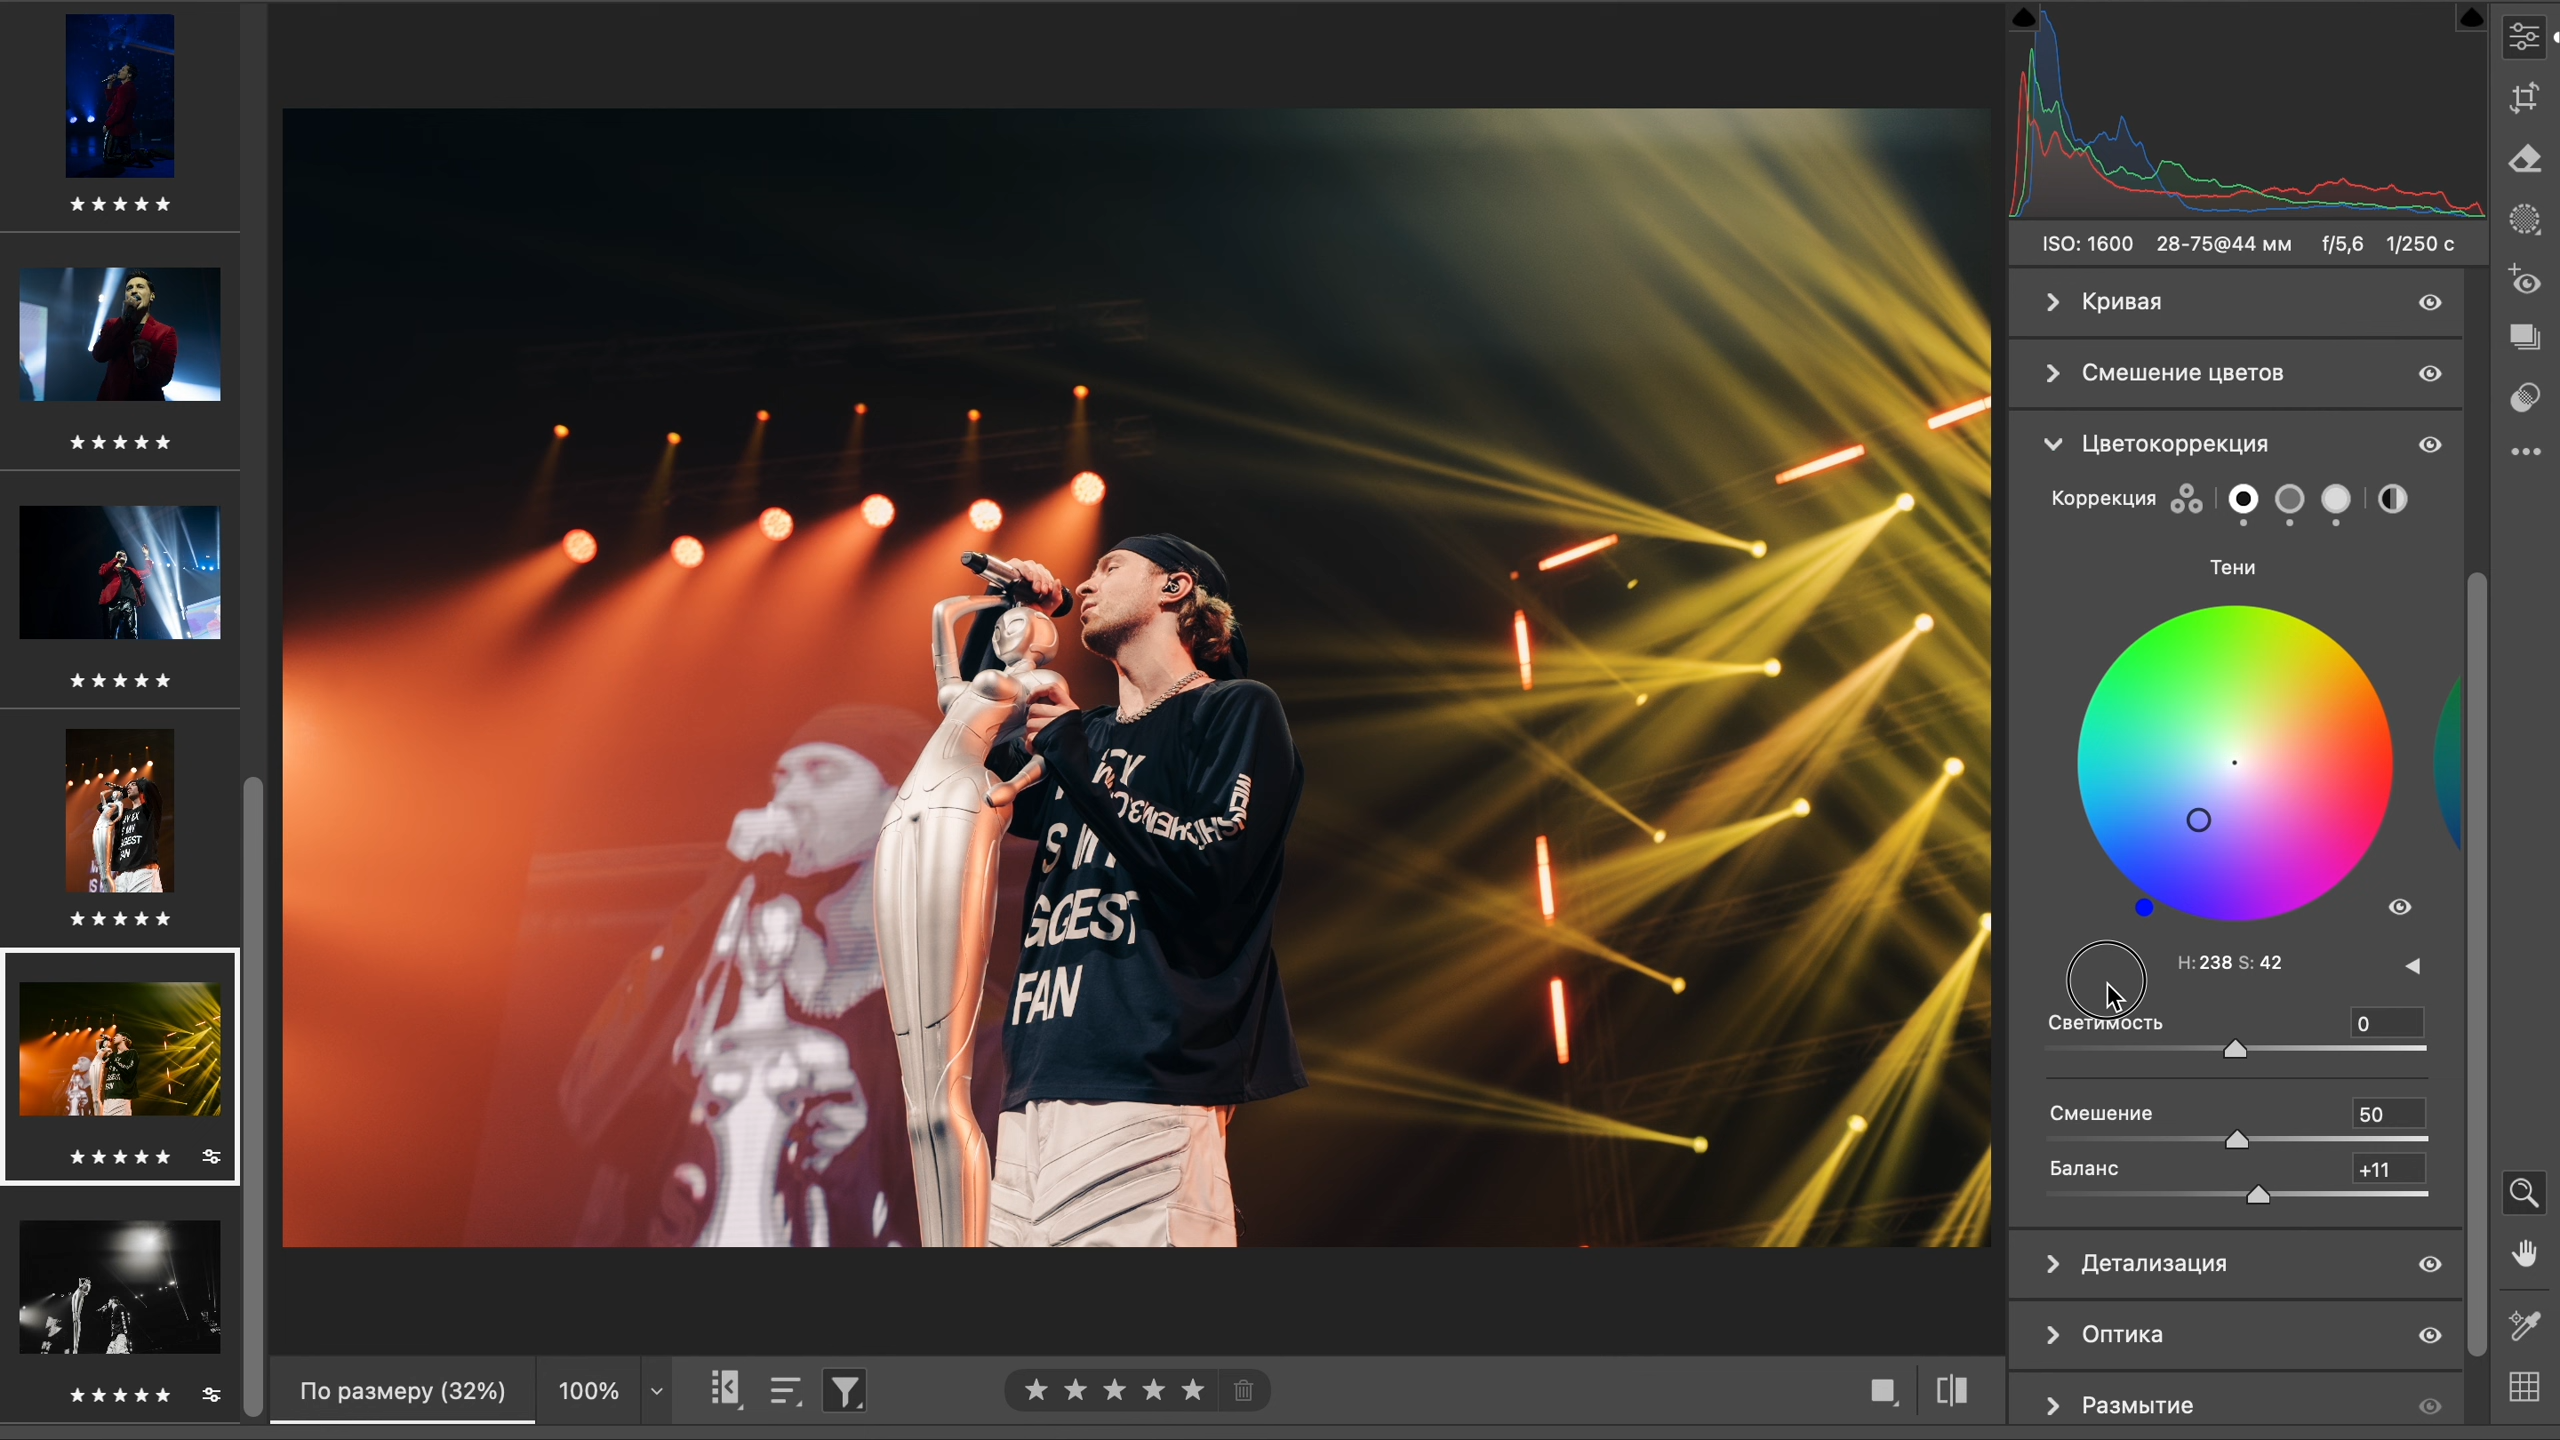 ISO: 1600 28-75@44 мм f/5,6 1/250 с
Кривая
Смешение цветов
Цветокоррекция
Коррекция
Тени
H: 238 S: 42
Светимость 0
Смешение 50
Баланс +11
Детализация
Оптика
Размытие
GGEST
FAN
По размеру (32%) 100%